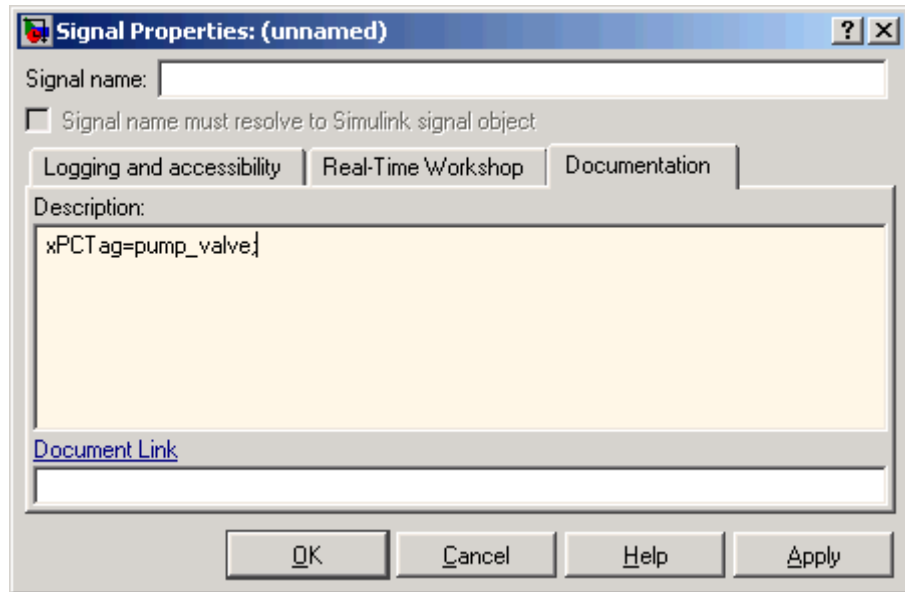 Signal Properties: (unnamed)
Signal name:
Signal name must resolve to Simulink signal object
Logging and accessibility Real-Time Workshop Documentation
Description:
xPCTag=pump_valve;
Document Link
OK Cancel Help Apply